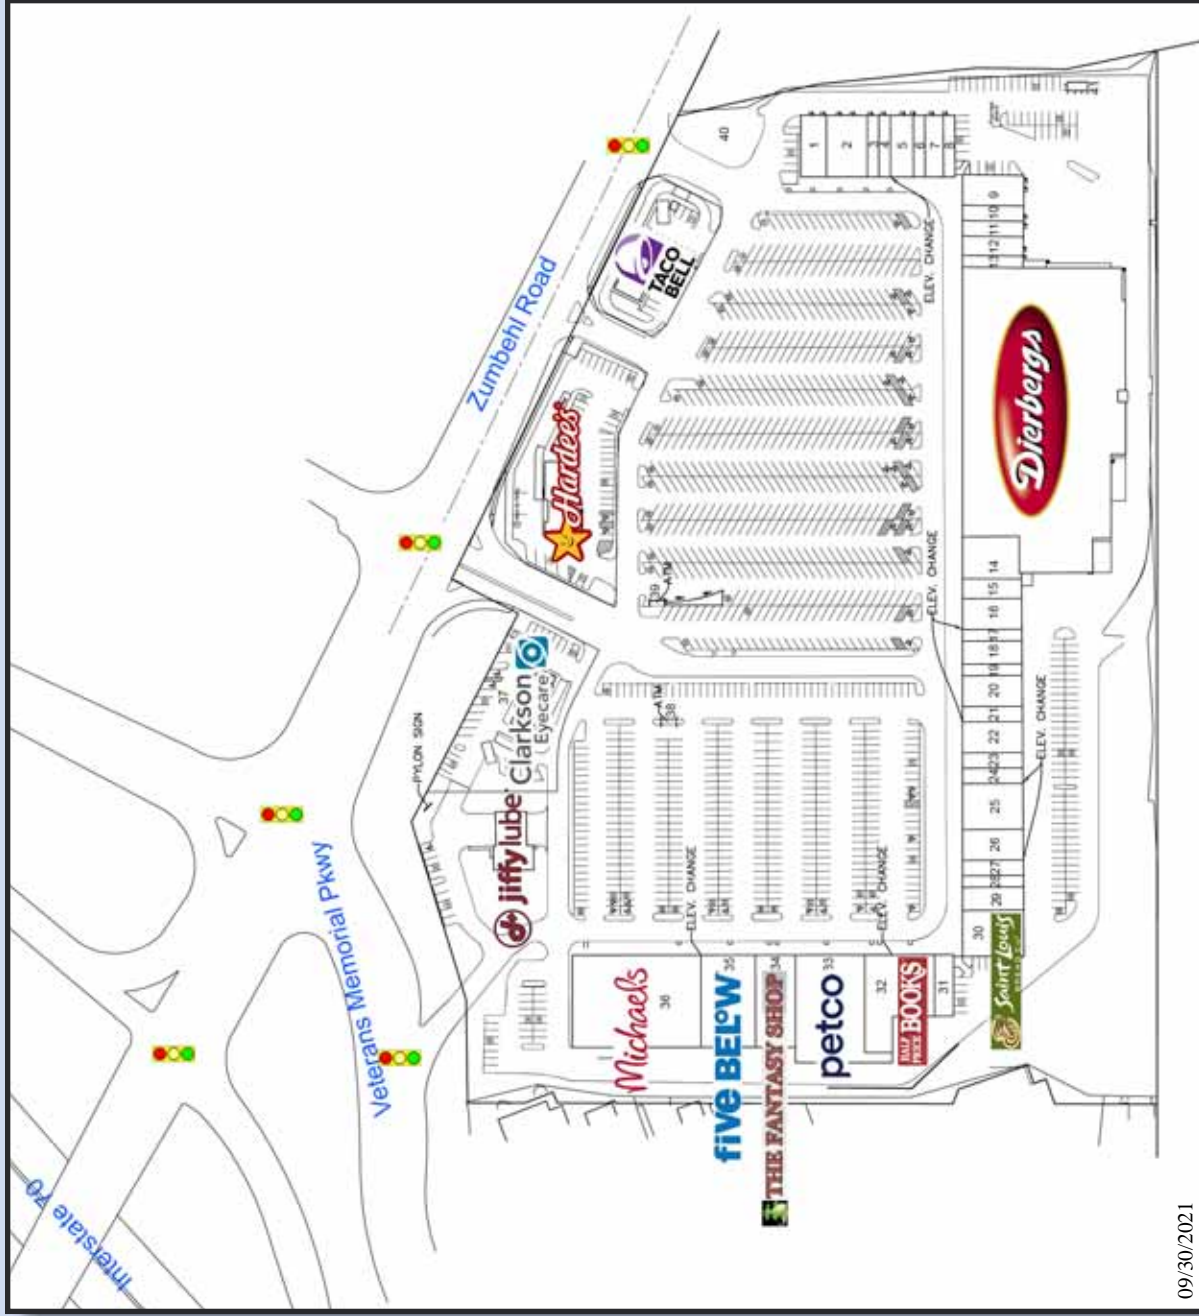 Interstate 70
Veterans Memorial Pkwy
Zumbehl Road
PYLON SIGN
jiffylube
Clarkson
Eyecare
37
Hardee's
TACO
BELL
40
39
ATM
38
ATM
Michaels
36
five BELOW
35
THE FANTASY SHOP
34
petco
33
32
HALF
PRICE
BOOKS
31
Saint Louis
30
29
28
27
26
25
24
23
22
21
20
19
18
17
16
15
14
Dierbergs
13
12
11
10
9
8
7
6
5
4
3
2
1
ELEV. CHANGE
ELEV. CHANGE
ELEV. CHANGE
ELEV. CHANGE
ELEV. CHANGE
09/30/2021